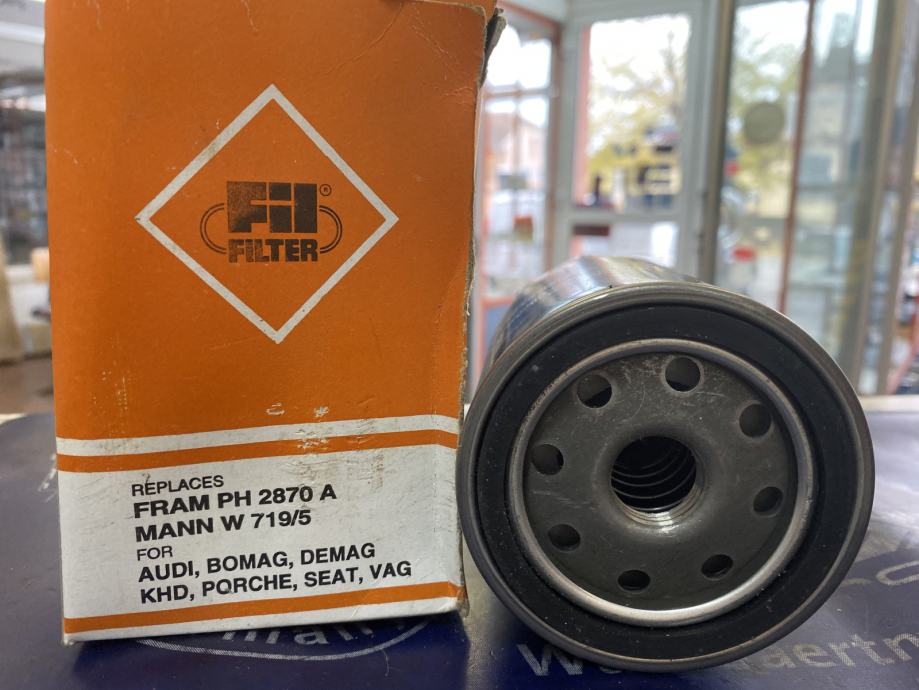 Fil®
FILTER
REPLACES
FRAM PH 2870 A
MANN W 719/5
FOR
AUDI, BOMAG, DEMAG
KHD, PORCHE, SEAT, VAG